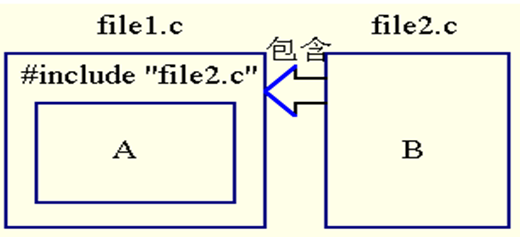 file1.c
file2.c
包含
#include "file2.c"
A
B